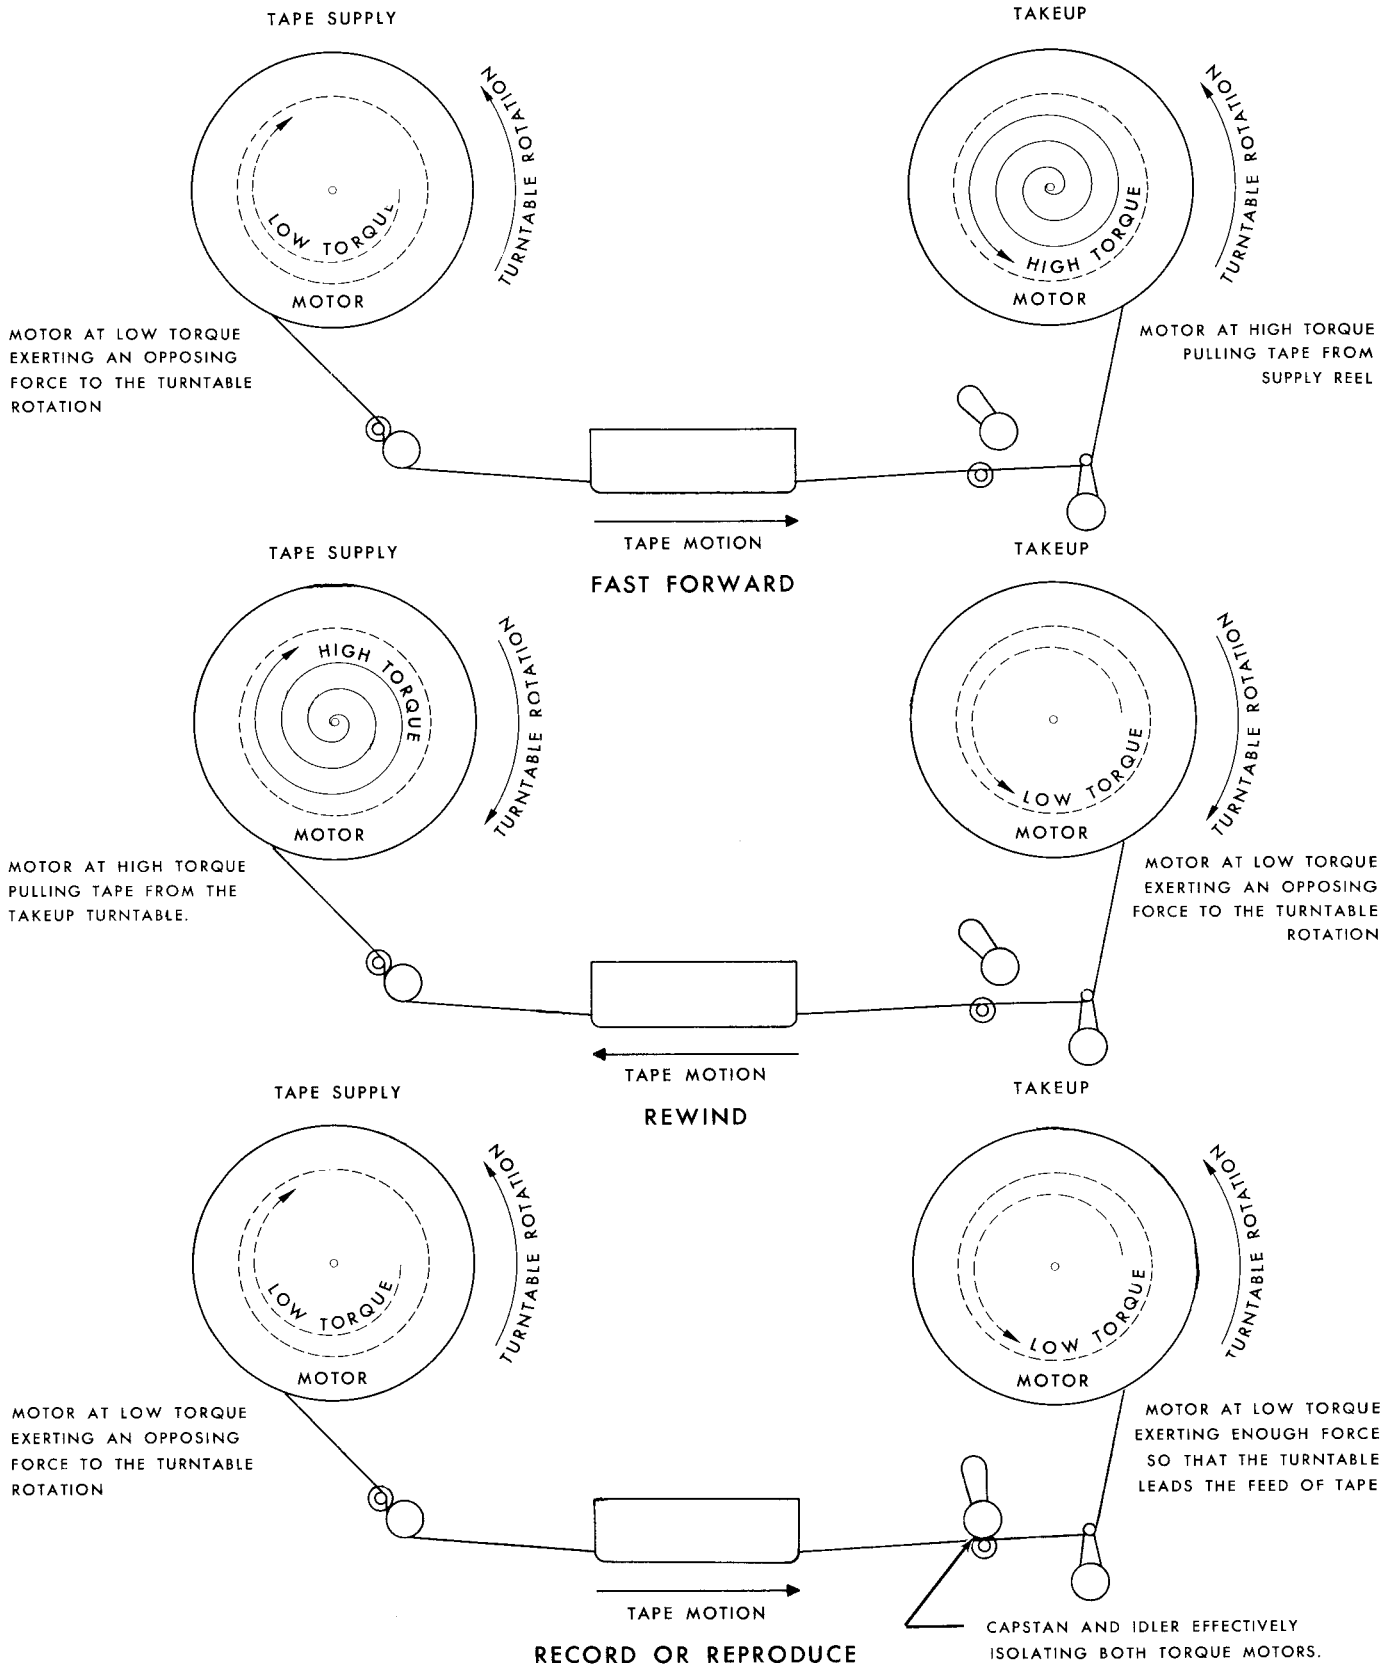 TAPE SUPPLY
TAKEUP
TURNTABLE ROTATION
TURNTABLE ROTATION
LOW TORQUE
HIGH TORQUE
MOTOR
MOTOR
MOTOR AT LOW TORQUE
EXERTING AN OPPOSING
FORCE TO THE TURNTABLE
ROTATION
MOTOR AT HIGH TORQUE
PULLING TAPE FROM
SUPPLY REEL
TAPE MOTION
FAST FORWARD
TAPE SUPPLY
TAKEUP
TURNTABLE ROTATION
TURNTABLE ROTATION
HIGH TORQUE
LOW TORQUE
MOTOR
MOTOR
MOTOR AT HIGH TORQUE
PULLING TAPE FROM THE
TAKEUP TURNTABLE.
MOTOR AT LOW TORQUE
EXERTING AN OPPOSING
FORCE TO THE TURNTABLE
ROTATION
TAPE MOTION
REWIND
TAPE SUPPLY
TAKEUP
TURNTABLE ROTATION
TURNTABLE ROTATION
LOW TORQUE
LOW TORQUE
MOTOR
MOTOR
MOTOR AT LOW TORQUE
EXERTING AN OPPOSING
FORCE TO THE TURNTABLE
ROTATION
MOTOR AT LOW TORQUE
EXERTING ENOUGH FORCE
SO THAT THE TURNTABLE
LEADS THE FEED OF TAPE
TAPE MOTION
RECORD OR REPRODUCE
CAPSTAN AND IDLER EFFECTIVELY
ISOLATING BOTH TORQUE MOTORS.